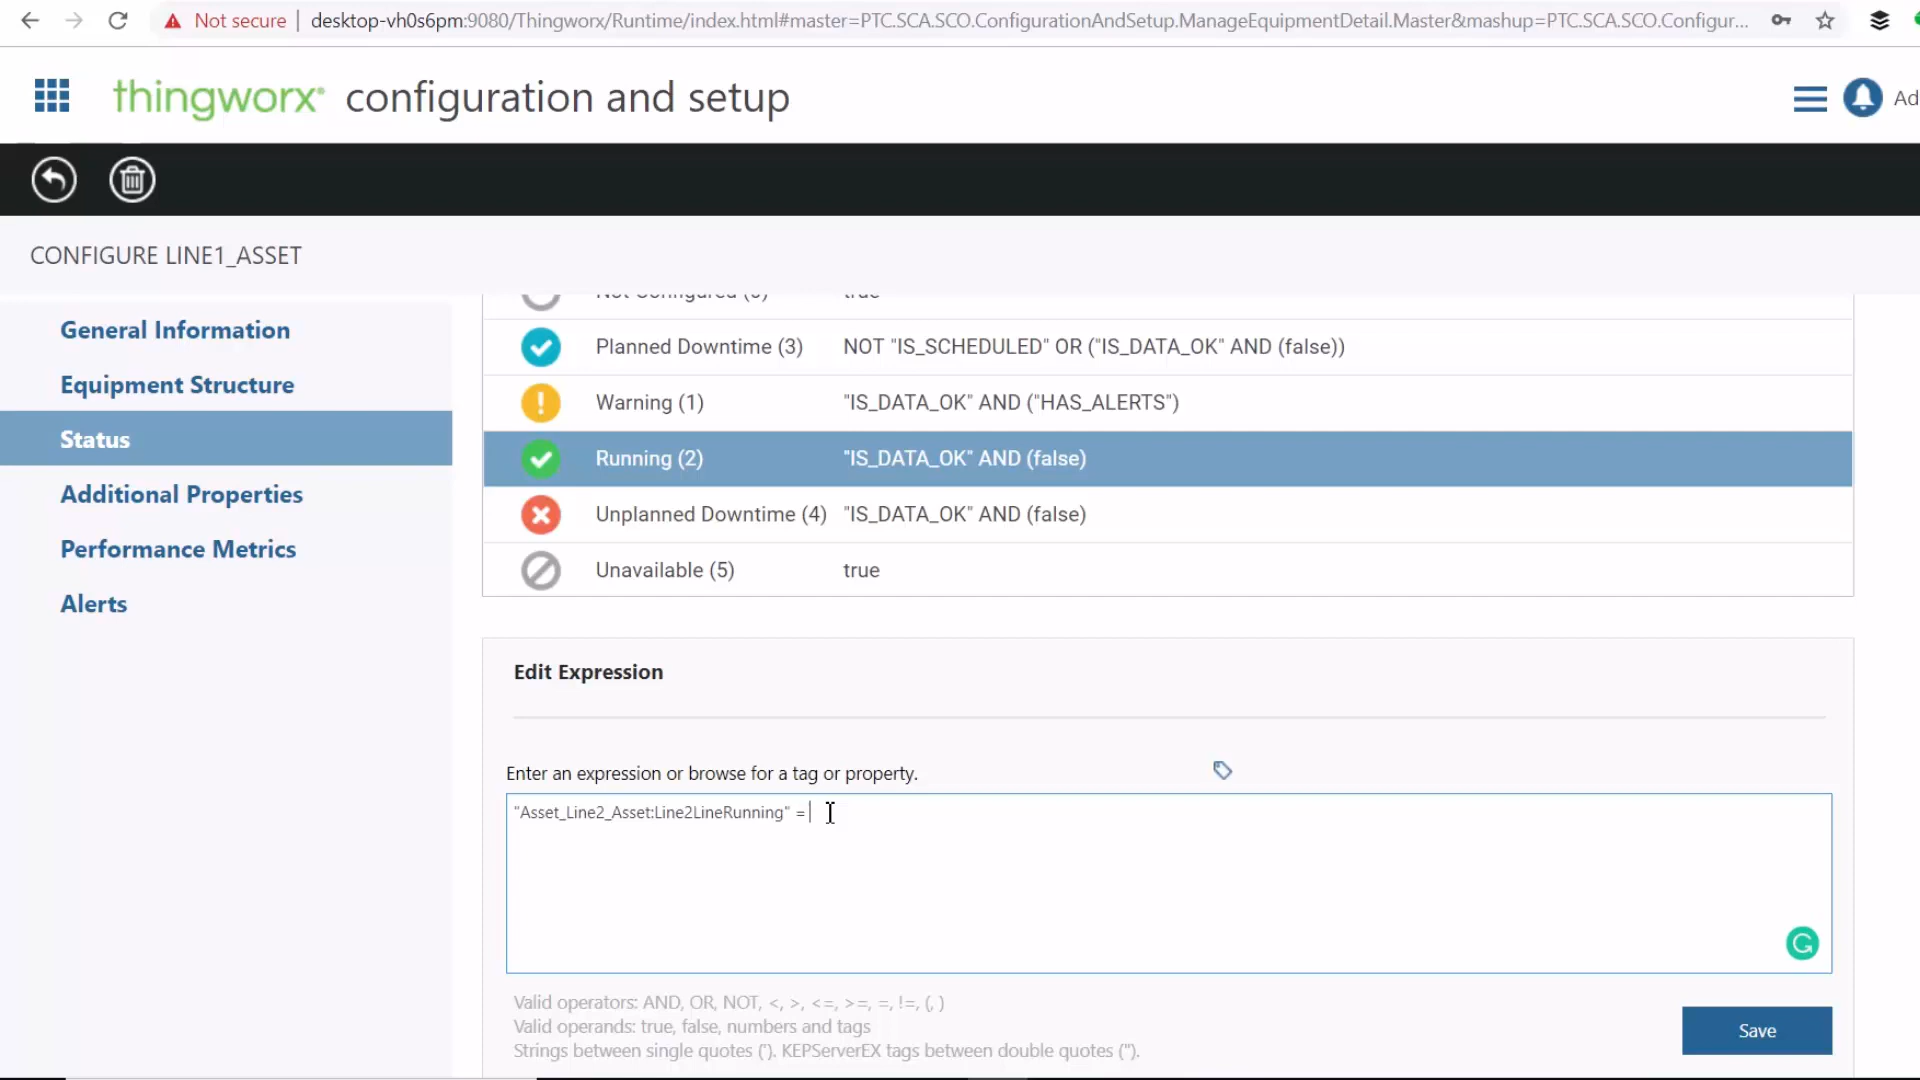 Not secure | desktop-vh0s6pm:9080/Thingworx/Runtime/index.html#master=PTC.SCA.SCO.ConfigurationAndSetup.ManageEquipmentDetail.Master&mashup=PTC.SCA.SCO.Configur...
thingworx® configuration and setup
Ad
CONFIGURE LINE1_ASSET
General Information
Equipment Structure
Status
Additional Properties
Performance Metrics
Alerts
Not Configured true
Planned Downtime (3) NOT "IS_SCHEDULED" OR ("IS_DATA_OK" AND (false))
Warning (1) "IS_DATA_OK" AND ("HAS_ALERTS")
Running (2) "IS_DATA_OK" AND (false)
Unplanned Downtime (4) "IS_DATA_OK" AND (false)
Unavailable (5) true
Edit Expression
Enter an expression or browse for a tag or property.
"Asset_Line2_Asset:Line2LineRunning" =
Valid operators: AND, OR, NOT, <, >, <=, >=, =, !=, (, )
Valid operands: true, false, numbers and tags
Strings between single quotes ('). KEPServerEX tags between double quotes (").
Save